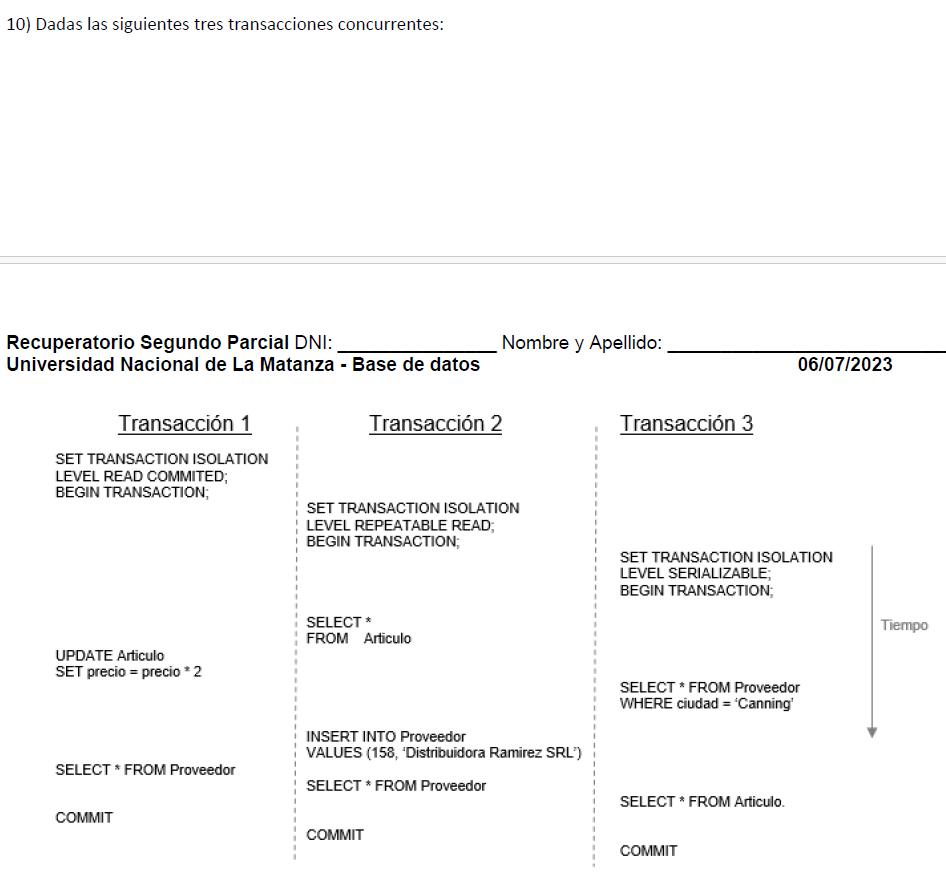 10) Dadas las siguientes tres transacciones concurrentes:
Recuperatorio Segundo Parcial DNI: _______________ Nombre y Apellido: __________________________
Universidad Nacional de La Matanza - Base de datos 06/07/2023
Transacción 1 Transacción 2 Transacción 3
SET TRANSACTION ISOLATION
LEVEL READ COMMITED;
BEGIN TRANSACTION;
SET TRANSACTION ISOLATION
LEVEL REPEATABLE READ;
BEGIN TRANSACTION;
SET TRANSACTION ISOLATION
LEVEL SERIALIZABLE;
BEGIN TRANSACTION;
Tiempo
SELECT *
FROM Articulo
UPDATE Articulo
SET precio = precio * 2
SELECT * FROM Proveedor
WHERE ciudad = 'Canning'
INSERT INTO Proveedor
VALUES (158, 'Distribuidora Ramirez SRL')
SELECT * FROM Proveedor
SELECT * FROM Proveedor
SELECT * FROM Articulo.
COMMIT
COMMIT
COMMIT